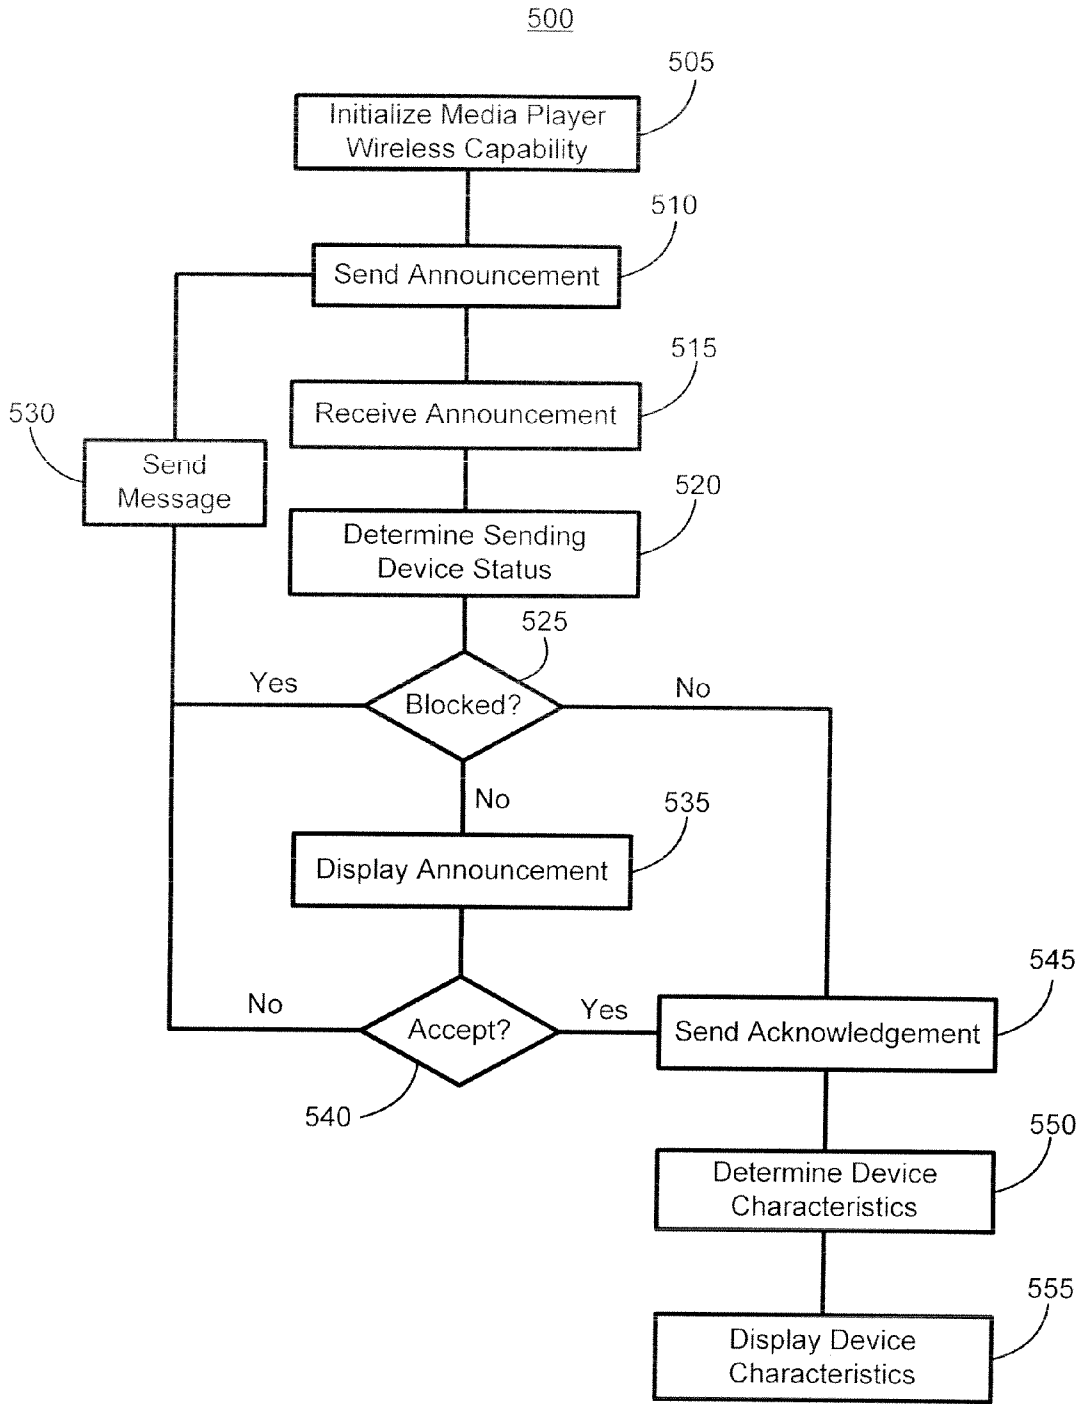 500
505
Initialize Media Player
Wireless Capability
510
Send Announcement
515
Receive Announcement
530
Send
Message
520
Determine Sending
Device Status
525
Yes
Blocked?
No
No
535
Display Announcement
545
No
Accept?
Yes
Send Acknowledgement
540
550
Determine Device
Characteristics
555
Display Device
Characteristics